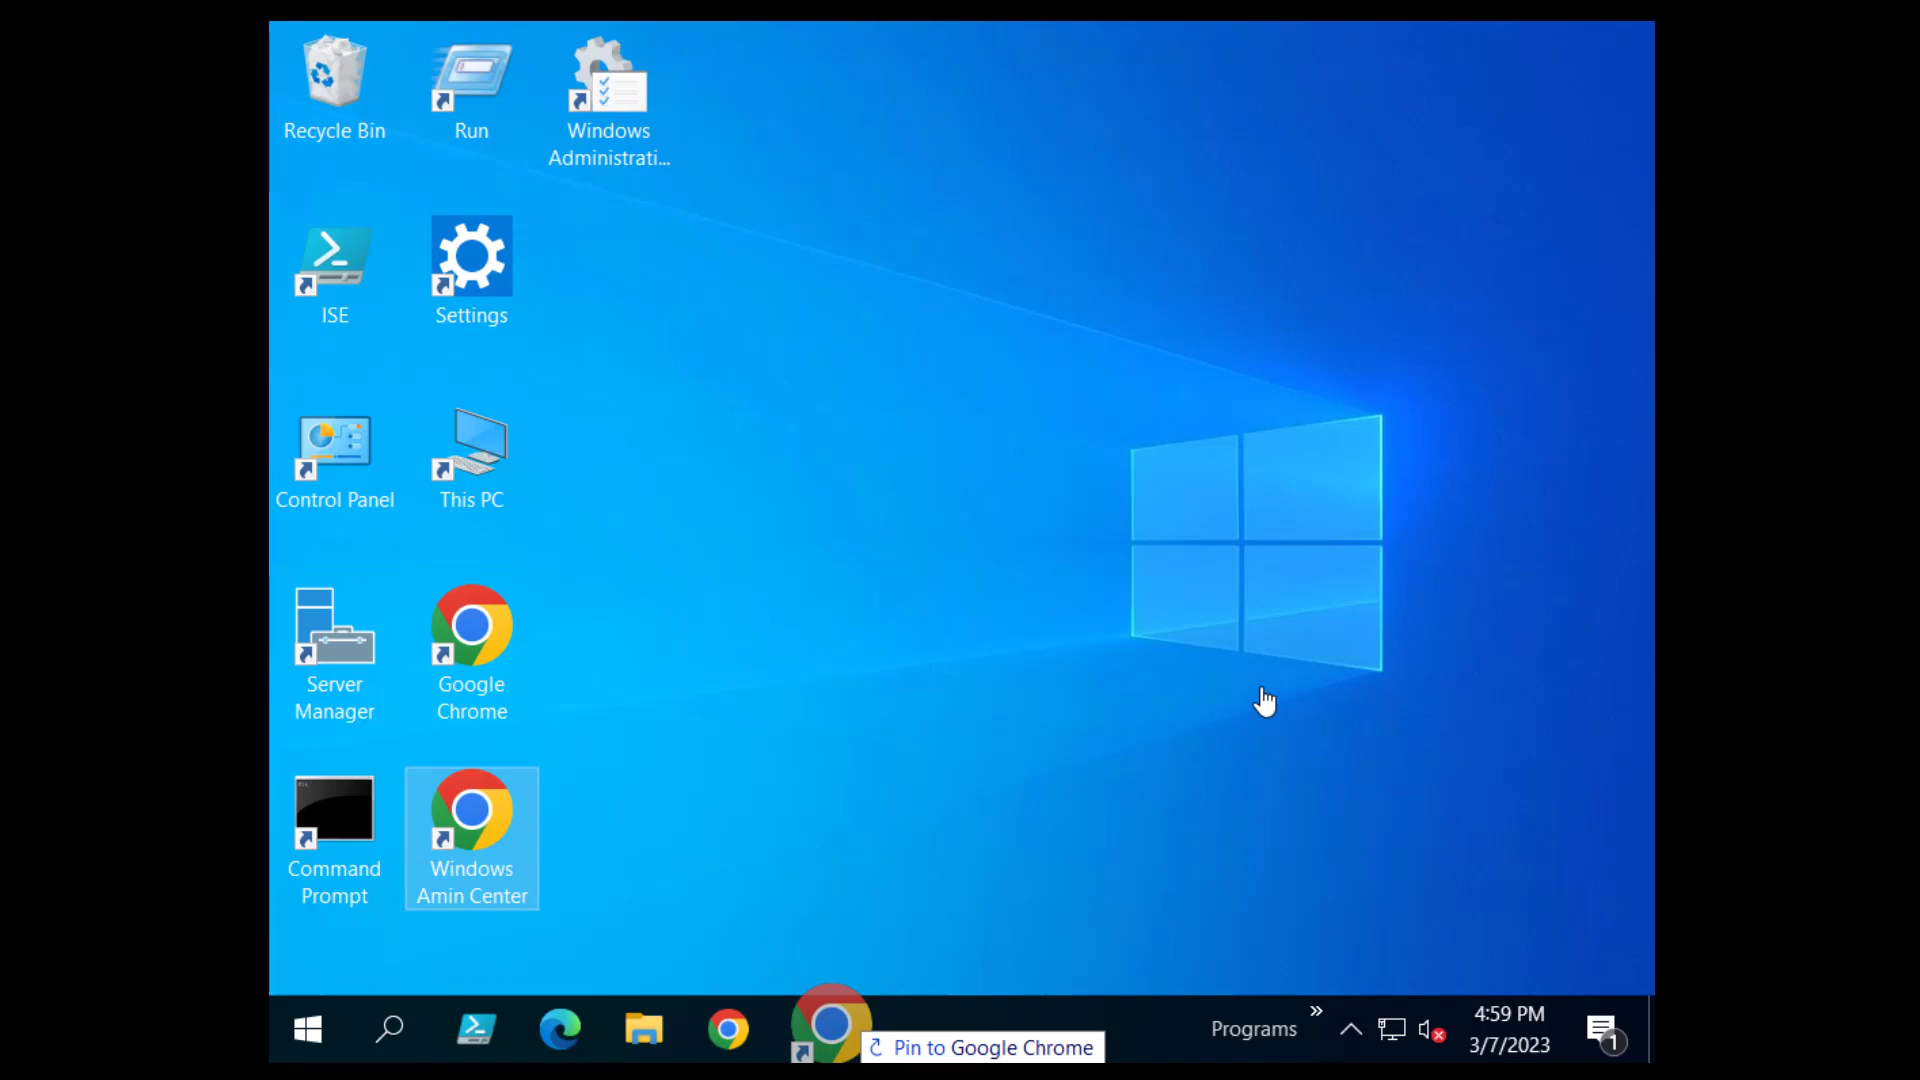 Recycle Bin
Run
Windows
Administrati...
ISE
Settings
Control Panel
This PC
Server
Manager
Google
Chrome
Command
Prompt
Windows
Amin Center
Programs
4:59 PM
3/7/2023
1
Pin to Google Chrome